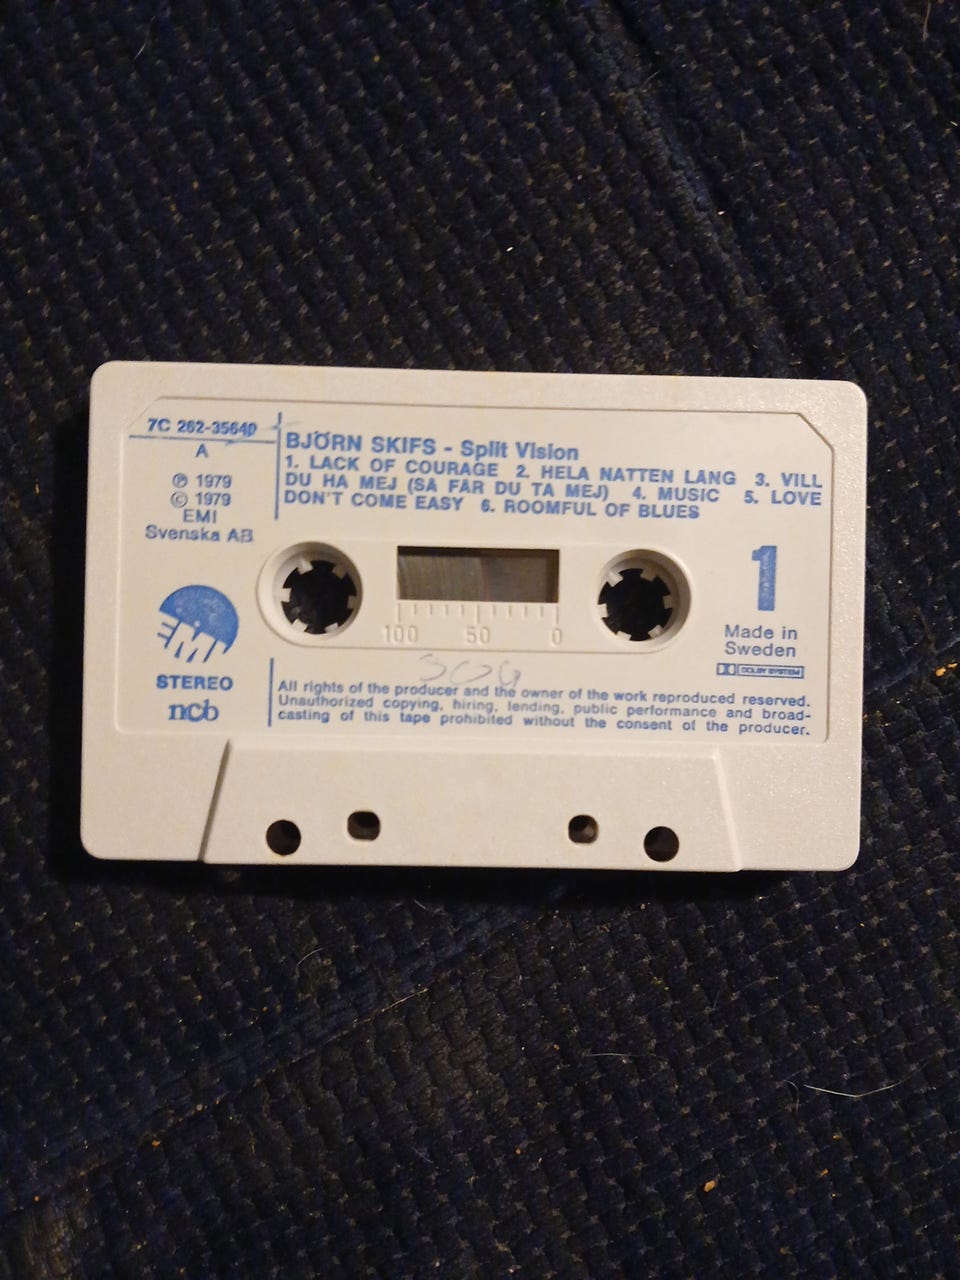 7C 262-35640
A
℗ 1979
© 1979
EMI
Svenska AB
BJÖRN SKIFS - Split Vision
1. LACK OF COURAGE 2. HELA NATTEN LANG 3. VILL
DU HA MEJ (SA FAR DU TA MEJ) 4. MUSIC 5. LOVE
DON'T COME EASY 6. ROOMFUL OF BLUES
1
Made in
Sweden
DOLBY SYSTEM
100 50 0
EMI
STEREO
ncb
All rights of the producer and the owner of the work reproduced reserved.
Unauthorized copying, hiring, lending, public performance and broad-
casting of this tape prohibited without the consent of the producer.